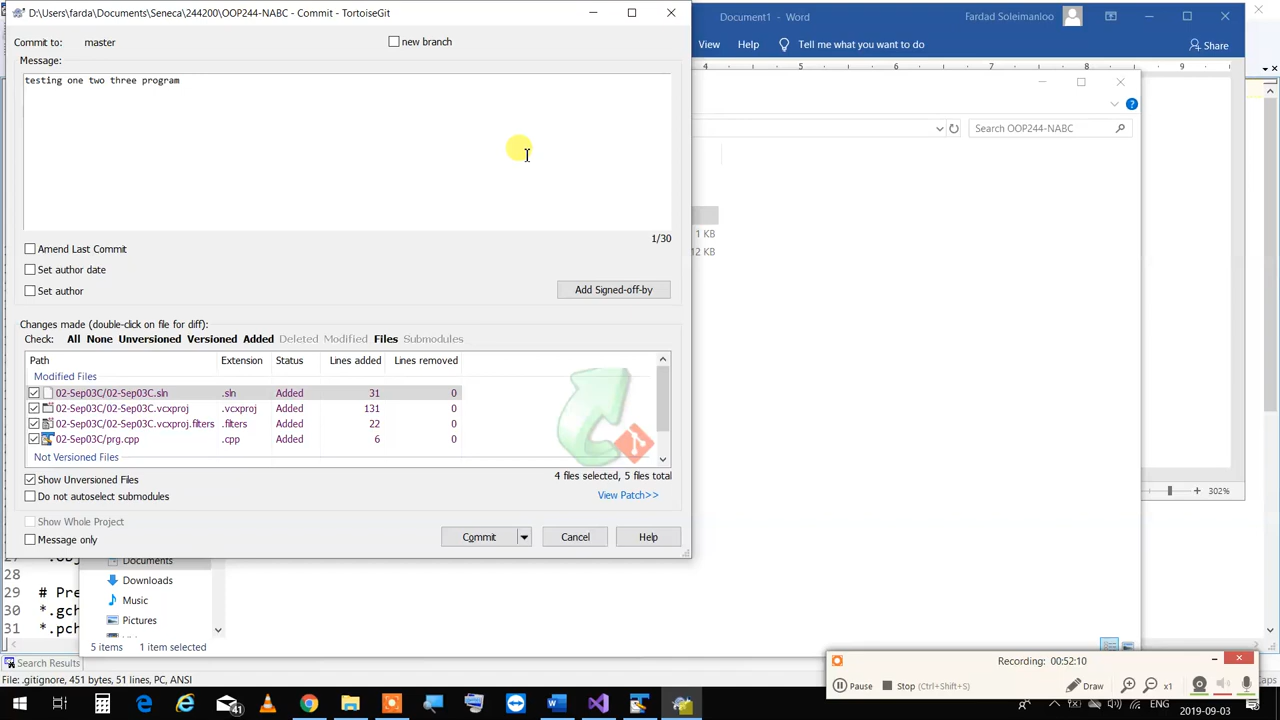 D:\Users\farda\Documents\Seneca\244200\OOP244-NABC - Commit - TortoiseGit
Document1 - Word
Fardad Soleimanloo
View Help Tell me what you want to do
Share
Commit to: master
new branch
Message:
4 5 6 7 8 9
testing one two three program
Search OOP244-NABC
1 KB
12 KB
1/30
Amend Last Commit
Set author date
Set author
Add Signed-off-by
Changes made (double-click on file for diff):
Check: All None Unversioned Versioned Added Deleted Modified Files Submodules
Path Extension Status Lines added Lines removed
Modified Files
02-Sep03C/02-Sep03C.sln .sln Added 31 0
02-Sep03C/02-Sep03C.vcxproj .vcxproj Added 131 0
02-Sep03C/02-Sep03C.vcxproj.filters .filters Added 22 0
02-Sep03C/prg.cpp .cpp Added 6 0
Not Versioned Files
4 files selected, 5 files total
Show Unversioned Files
302%
View Patch>>
Do not autoselect submodules
Show Whole Project
Message only
Commit Cancel Help
Documents
28
Downloads
29 # Pre
Music
30 *.gch
Pictures
31 *.pch
5 items 1 item selected
Search Results
Recording: 00:52:10
File: .gitignore, 451 bytes, 51 lines, PC, ANSI
Pause Stop (Ctrl+Shift+S) Draw x1
41
ENG
2019-09-03